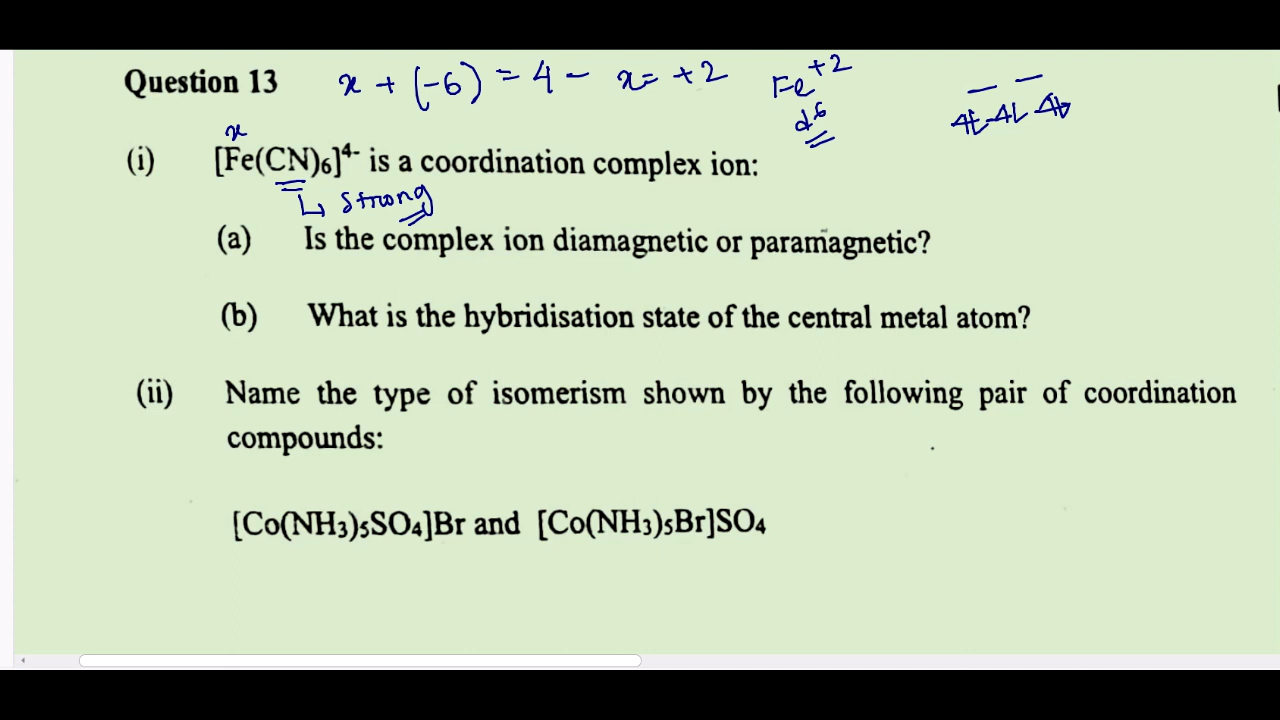 Question 13 x + (-6) = 4 - x = +2 Fe+2
d6
x
(i) [Fe(CN)6]4- is a coordination complex ion:
↳ strong
(a) Is the complex ion diamagnetic or paramagnetic?
(b) What is the hybridisation state of the central metal atom?
(ii) Name the type of isomerism shown by the following pair of coordination
compounds:
[Co(NH3)5SO4]Br and [Co(NH3)5Br]SO4